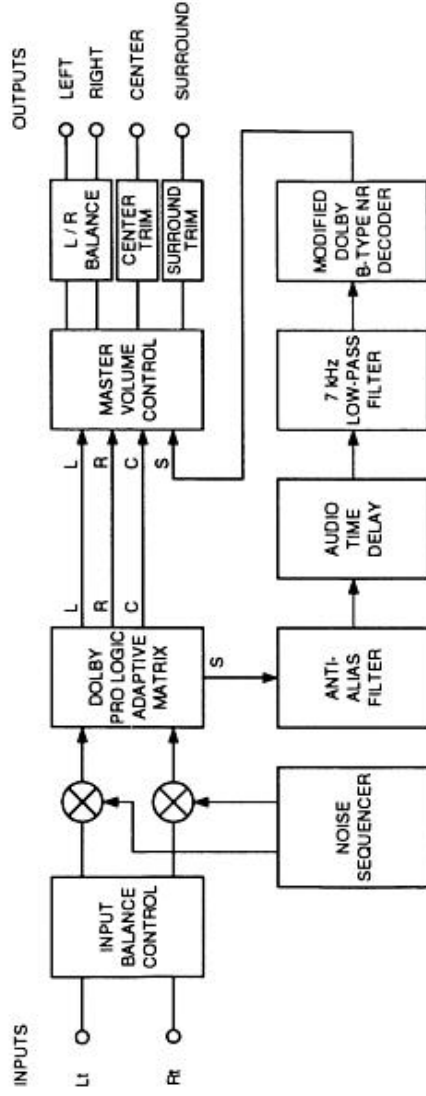 INPUTS
Lt
Rt
INPUT
BALANCE
CONTROL
NOISE
SEQUENCER
DOLBY
PRO LOGIC
ADAPTIVE
MATRIX
L
R
C
S
L
R
C
S
ANTI-
ALIAS
FILTER
AUDIO
TIME
DELAY
7 kHz
LOW-PASS
FILTER
MODIFIED
DOLBY
B-TYPE NR
DECODER
MASTER
VOLUME
CONTROL
L / R
BALANCE
CENTER
TRIM
SURROUND
TRIM
OUTPUTS
LEFT
RIGHT
CENTER
SURROUND